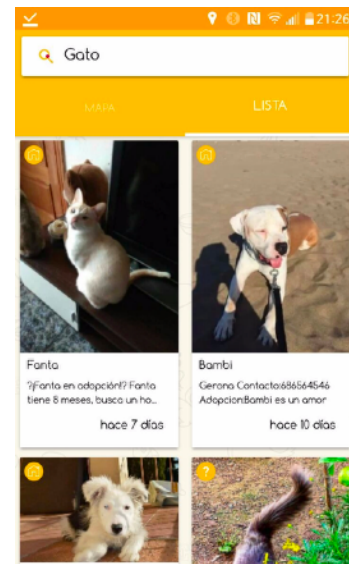 21:26
Gato
MAPA
LISTA
Fanta
?¡Fanta en adopción!? Fanta
tiene 8 meses, busca un ho...
hace 7 días
Bambi
Gerona Contacto:686564546
Adopcion:Bambi es un amor
hace 10 días
?